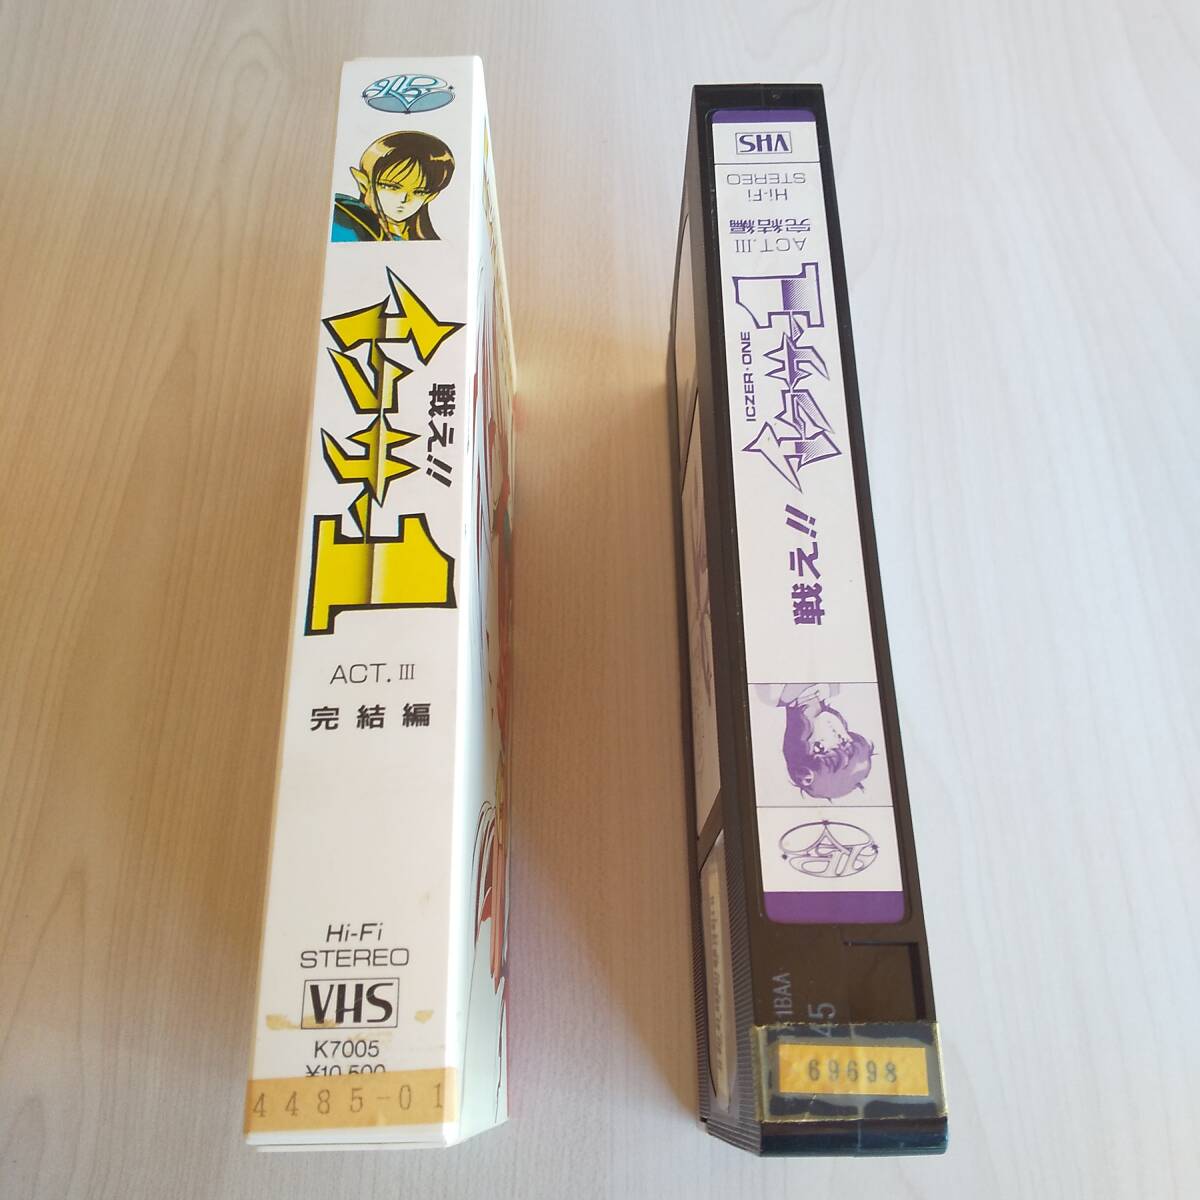 戦え!!
イクサー1
ACT. III
完結編
Hi-Fi
STEREO
VHS
K7005
¥10,500
4485-01
VHS
Hi-Fi
STEREO
ACT. III
完結編
ICZER・ONE
イクサー1
戦え!!
45
69698